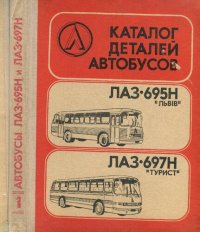 КАТАЛОГ
ДЕТАЛЕЙ
АВТОБУСОВ
ЛАЗ-695Н
"ЛЬВІВ"
ЛАЗ-697Н
"ТУРИСТ"
АВТОБУСЫ ЛАЗ-695Н и ЛАЗ-697Н